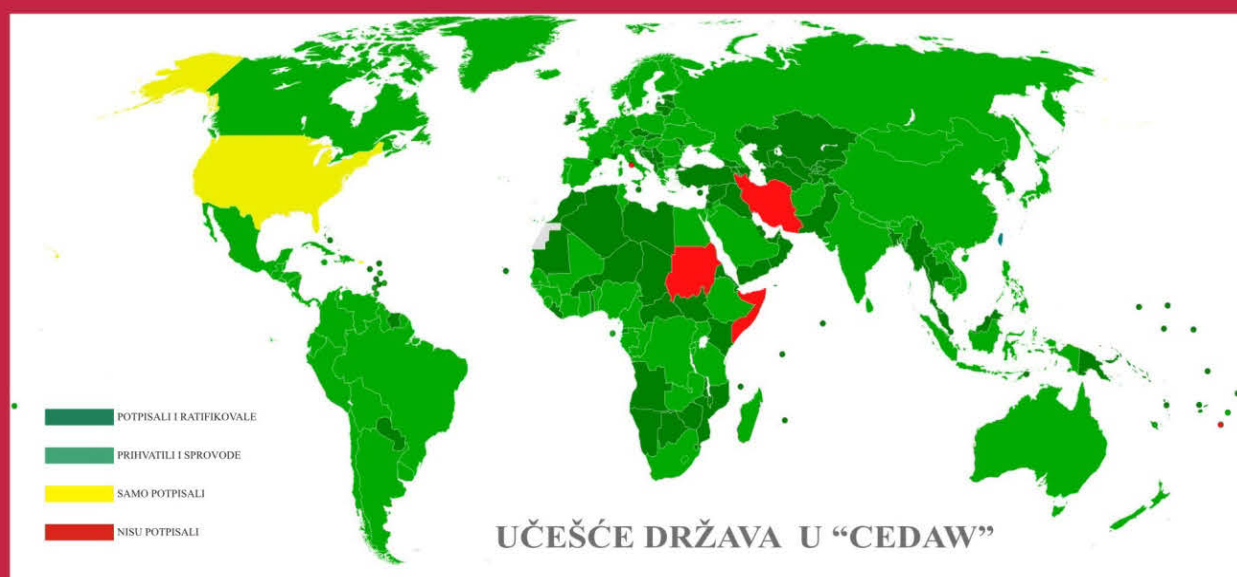 POTPISALI I RATIFIKOVALE
PRIHVATILI I SPROVODE
SAMO POTPISALI
NISU POTPISALI
UČEŠĆE DRŽAVA U “CEDAW”